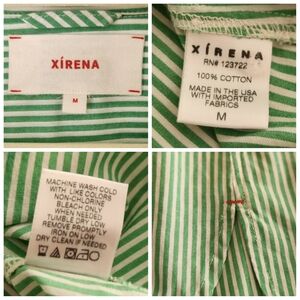 XÍRENA
M
XÍRENA
RN# 123722
100% COTTON
MADE IN THE USA
WITH IMPORTED
FABRICS
M
MACHINE WASH COLD
WITH LIKE COLORS
NON-CHLORINE
BLEACH ONLY
WHEN NEEDED
TUMBLE DRY LOW
REMOVE PROMPTLY
IRON ON LOW
DRY CLEAN IF NEEDED